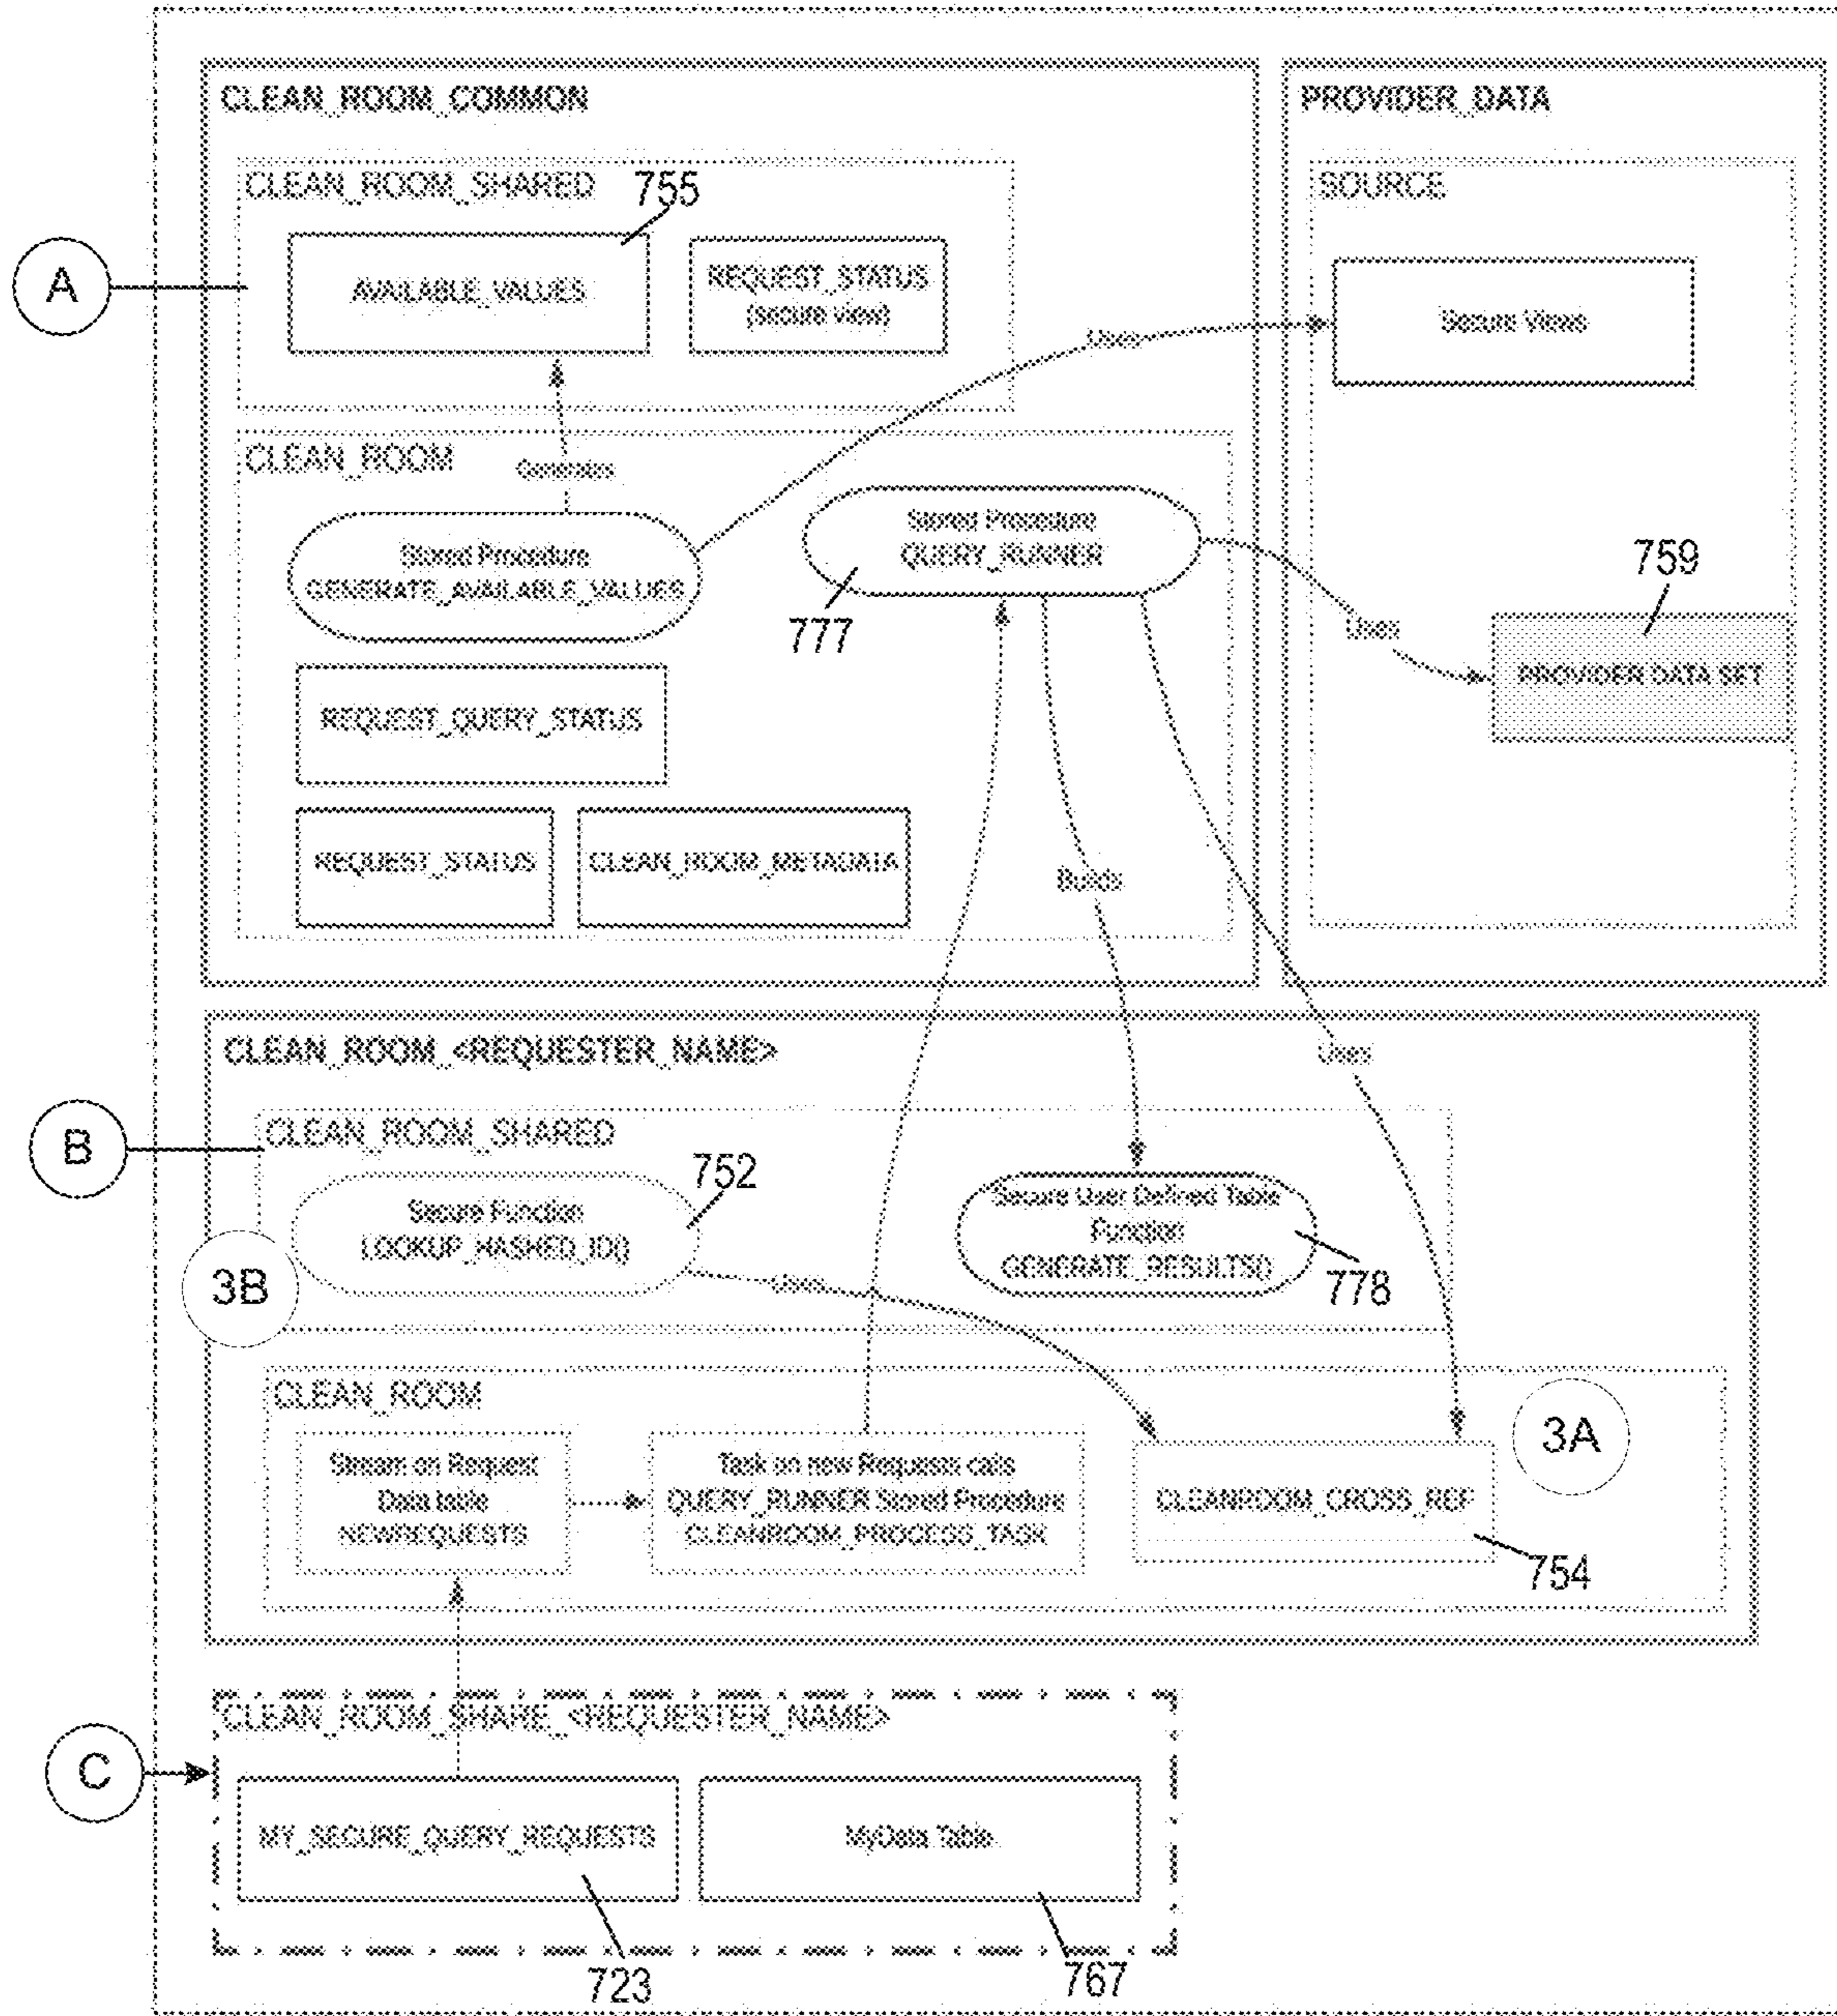 CLEAN_ROOM_COMMON
PROVIDER_DATA
CLEAN_ROOM_SHARED
755
SOURCE
A
AVAILABLE_VALUES
REQUEST_STATUS
(secure view)
Uses
Secure Views
CLEAN_ROOM
Generates
Stored Procedure
GENERATE_AVAILABLE_VALUES
Stored Procedure
QUERY_RUNNER
777
759
Uses
PROVIDER DATA SET
REQUEST_QUERY_STATUS
REQUEST_STATUS
CLEAN_ROOM_METADATA
Builds
CLEAN_ROOM_<REQUESTER_NAME>
Uses
B
CLEAN_ROOM_SHARED
752
Secure Function
LOOKUP_HASHED_ID()
Secure User Defined Table
Function
GENERATE_RESULTS()
3B
Uses
778
CLEAN_ROOM
3A
Stream on Request
Data table
NEWREQUESTS
Task on new Requests calls
QUERY_RUNNER Stored Procedure
CLEANROOM_PROCESS_TASK
CLEANROOM_CROSS_REF
754
CLEAN_ROOM_SHARE_<REQUESTER_NAME>
C
MY_SECURE_QUERY_REQUESTS
MyData Table
723
767